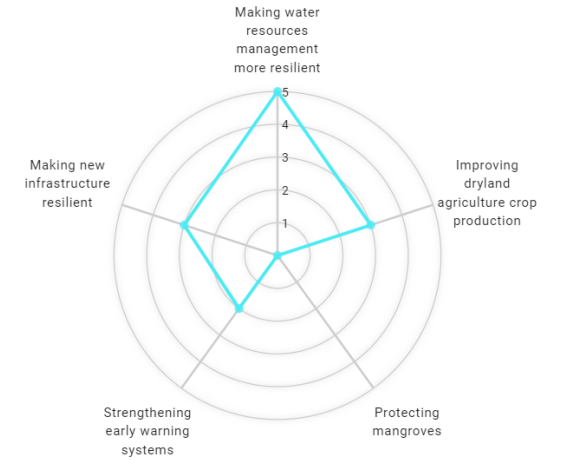 Making water
resources
management
more resilient
5
4
3
2
1
Making new
infrastructure
resilient
Improving
dryland
agriculture crop
production
Strengthening
early warning
systems
Protecting
mangroves